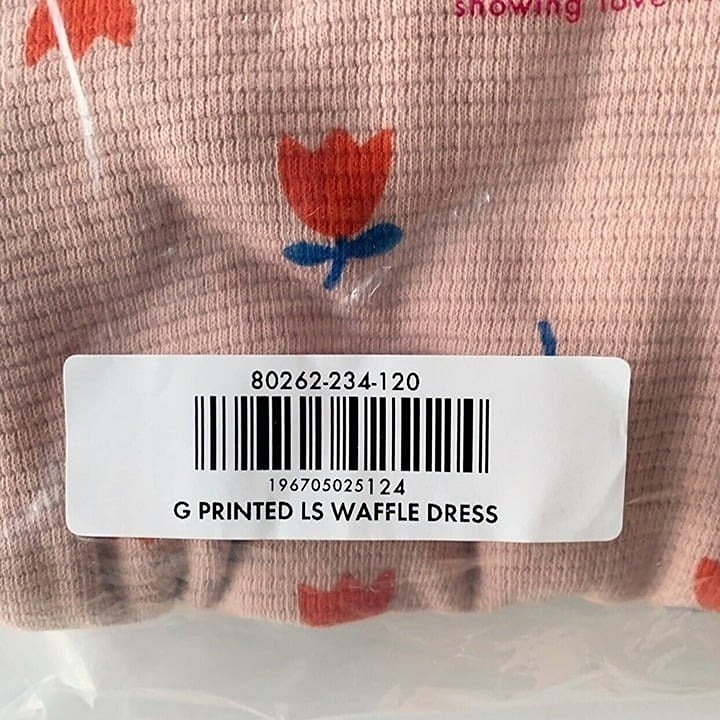 showing love
80262-234-120
196705025124
G PRINTED LS WAFFLE DRESS